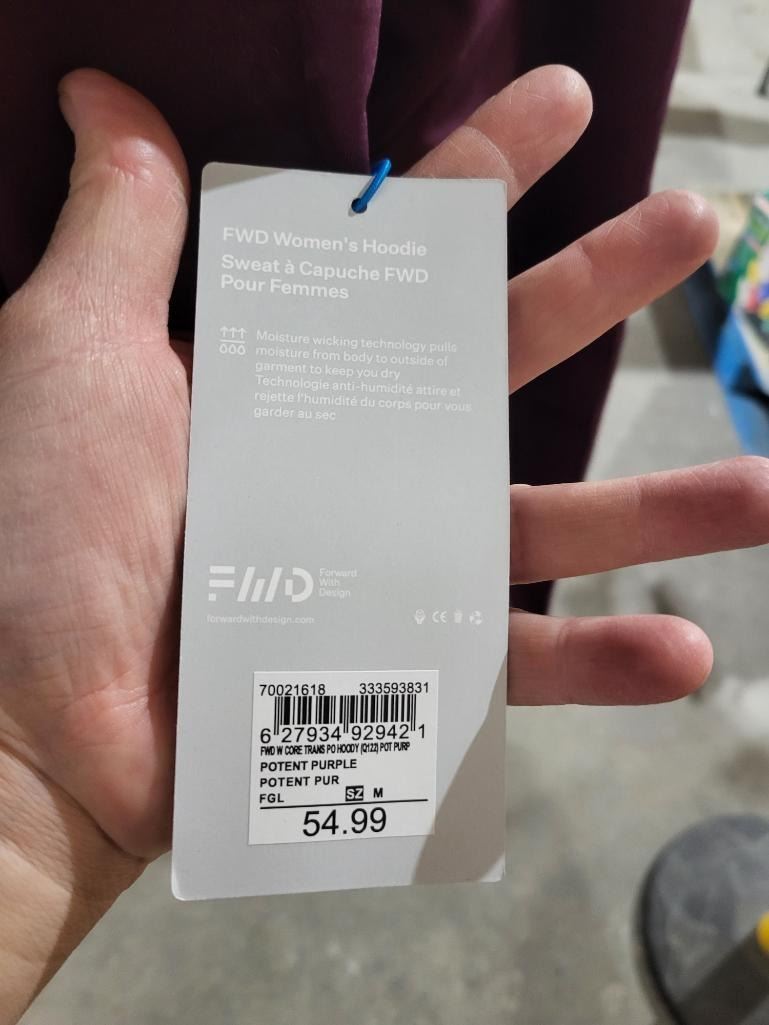 FWD Women's Hoodie
Sweat à Capuche FWD
Pour Femmes
Moisture wicking technology pulls
moisture from body to outside of
garment to keep you dry
Technologie anti-humidité attire et
rejette l'humidité du corps pour vous
garder au sec
FWD
Forward
With
Design
forwardwithdesign.com
CE
70021618 333593831
6 27934 92942 1
FWD W CORE TRANS PO HOODY (Q122) POT PURP
POTENT PURPLE
POTENT PUR
FGL SZ M
54.99